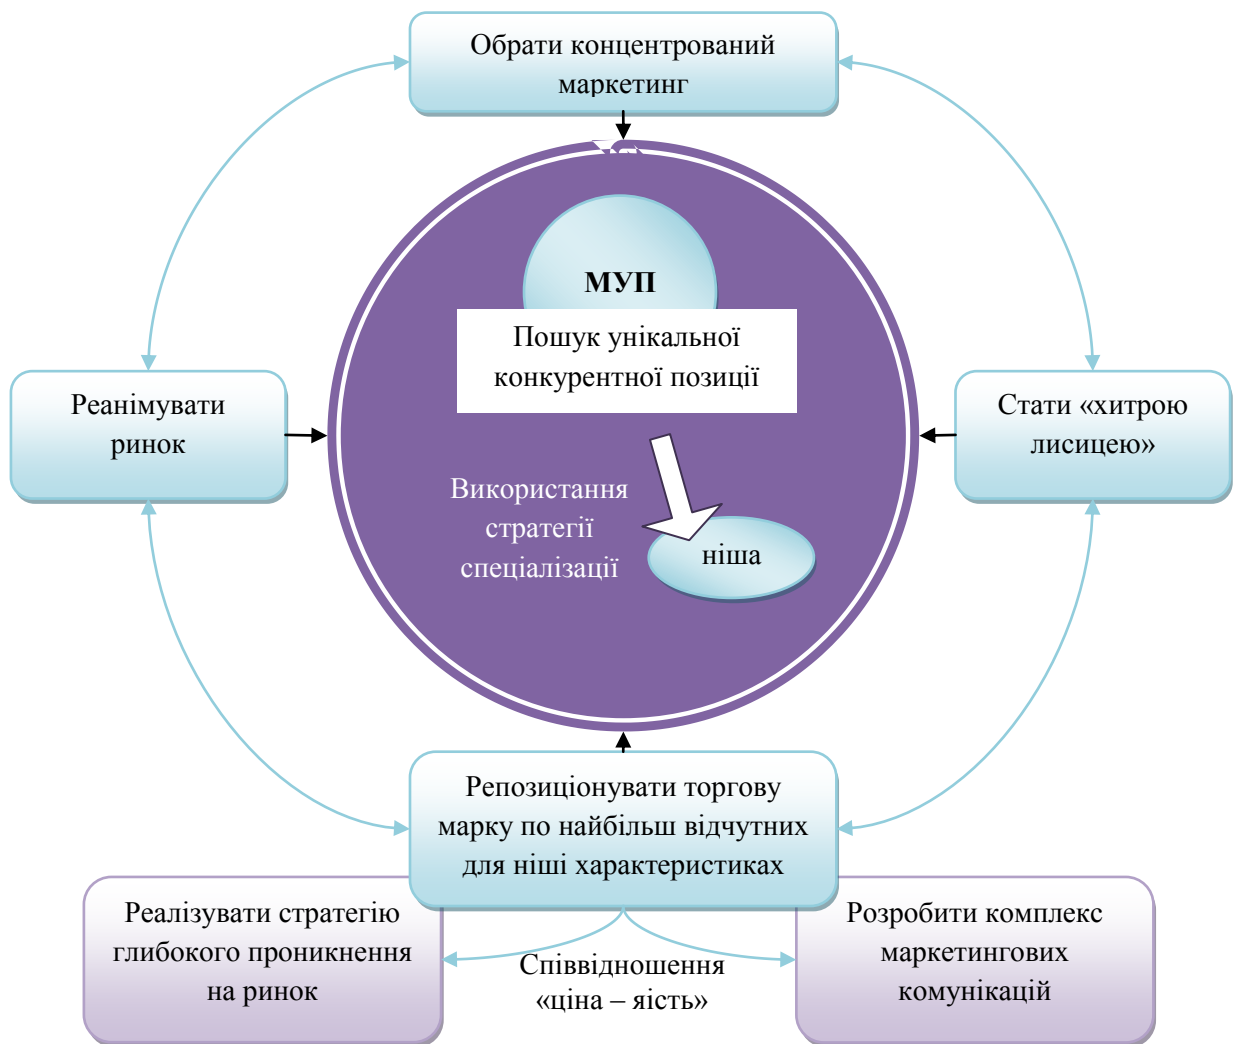 Обрати концентрований
маркетинг
МУП
Пошук унікальної
конкурентної позиції
Реанімувати
ринок
Стати «хитрою
лисицею»
Використання
стратегії
спеціалізації
ніша
Репозиціонувати торгову
марку по найбільш відчутних
для ніші характеристиках
Реалізувати стратегію
глибокого проникнення
на ринок
Співвідношення
«ціна – яість»
Розробити комплекс
маркетингових
комунікацій